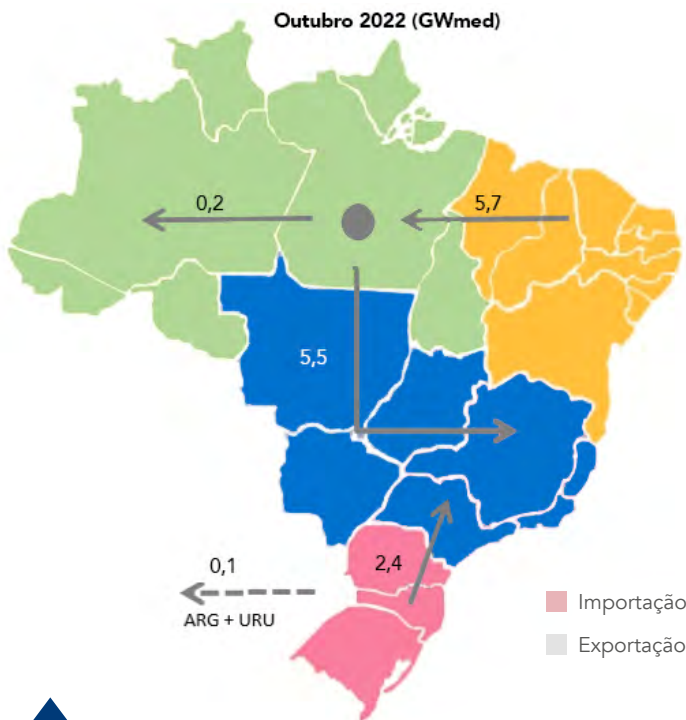 Outubro 2022 (GWmed)
0,2
5,7
5,5
2,4
0,1
ARG + URU
Importação
Exportação